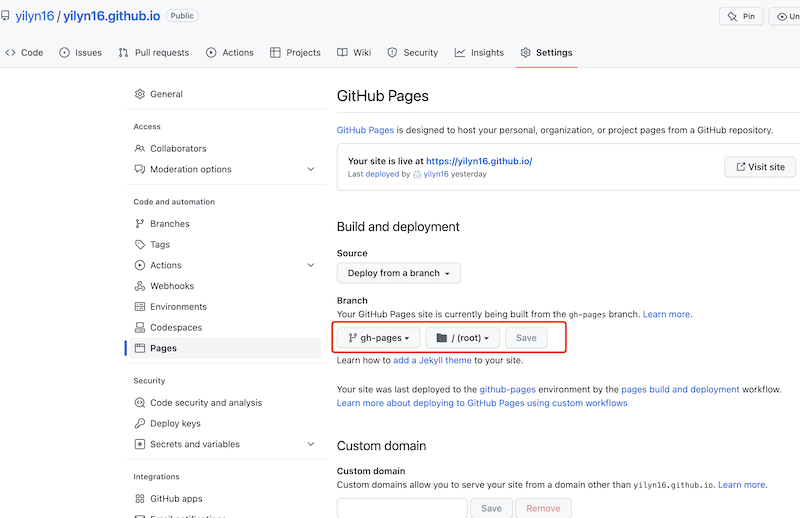 yilyn16 / yilyn16.github.io Public Pin
Code Issues Pull requests Actions Projects Wiki Security Insights Settings
General
Access
Collaborators
Moderation options
Code and automation
Branches
Tags
Actions
Webhooks
Environments
Codespaces
Pages
Security
Code security and analysis
Deploy keys
Secrets and variables
Integrations
GitHub apps
GitHub Pages
GitHub Pages is designed to host your personal, organization, or project pages from a GitHub repository.
Your site is live at https://yilyn16.github.io/
Last deployed by yilyn16 yesterday
Visit site
Build and deployment
Source
Deploy from a branch
Branch
Your GitHub Pages site is currently being built from the gh-pages branch. Learn more.
gh-pages / (root) Save
Learn how to add a Jekyll theme to your site.
Your site was last deployed to the github-pages environment by the pages build and deployment workflow.
Learn more about deploying to GitHub Pages using custom workflows
Custom domain
Custom domain
Custom domains allow you to serve your site from a domain other than yilyn16.github.io. Learn more.
Save Remove